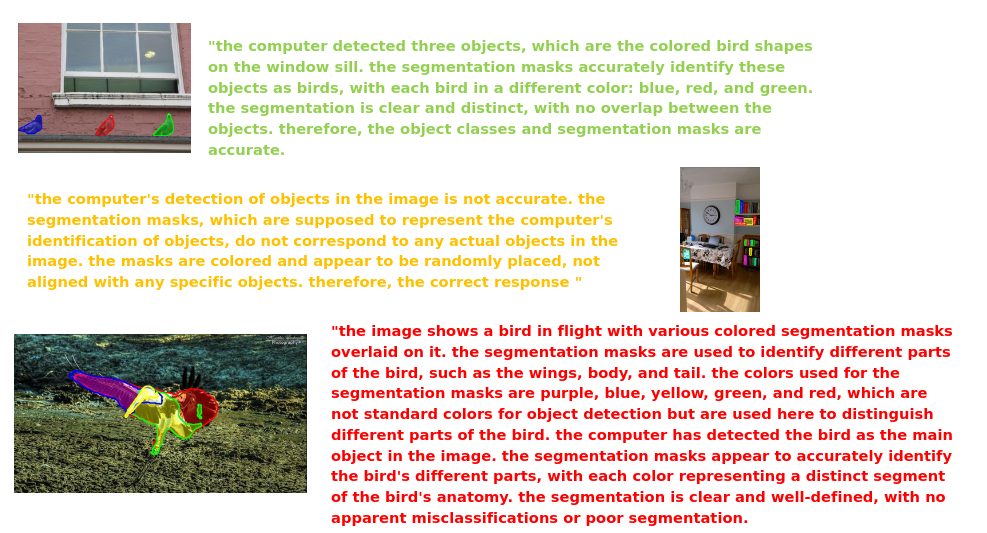 "the computer detected three objects, which are the colored bird shapes
on the window sill. the segmentation masks accurately identify these
objects as birds, with each bird in a different color: blue, red, and green.
the segmentation is clear and distinct, with no overlap between the
objects. therefore, the object classes and segmentation masks are
accurate.
"the computer's detection of objects in the image is not accurate. the
segmentation masks, which are supposed to represent the computer's
identification of objects, do not correspond to any actual objects in the
image. the masks are colored and appear to be randomly placed, not
aligned with any specific objects. therefore, the correct response "
"the image shows a bird in flight with various colored segmentation masks
overlaid on it. the segmentation masks are used to identify different parts
of the bird, such as the wings, body, and tail. the colors used for the
segmentation masks are purple, blue, yellow, green, and red, which are
not standard colors for object detection but are used here to distinguish
different parts of the bird. the computer has detected the bird as the main
object in the image. the segmentation masks appear to accurately identify
the bird's different parts, with each color representing a distinct segment
of the bird's anatomy. the segmentation is clear and well-defined, with no
apparent misclassifications or poor segmentation.